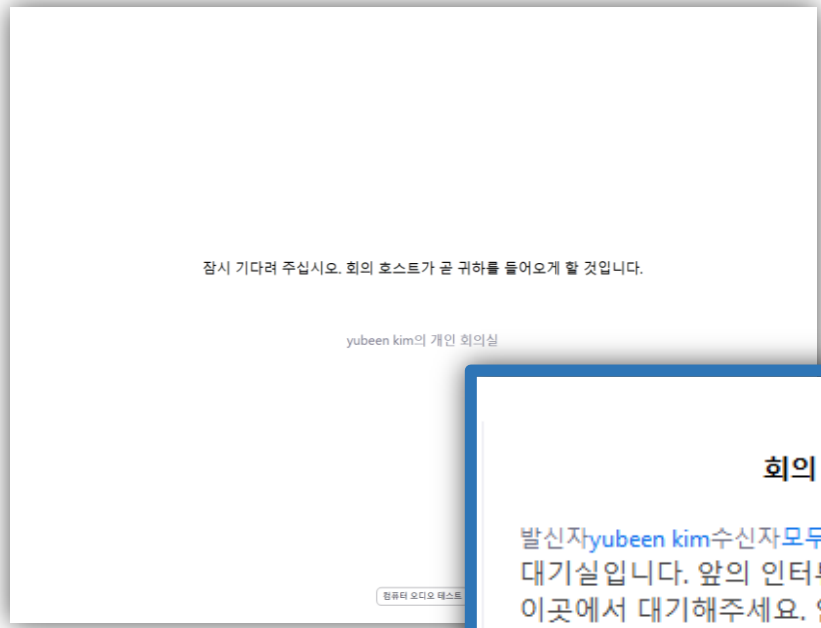 잠시 기다려 주십시오. 회의 호스트가 곧 귀하를 들어오게 할 것입니다.
yubeen kim의 개인 회의실
컴퓨터 오디오 테스트
회의
발신자yubeen kim수신자모두
대기실입니다. 앞의 인터
이곳에서 대기해주세요.